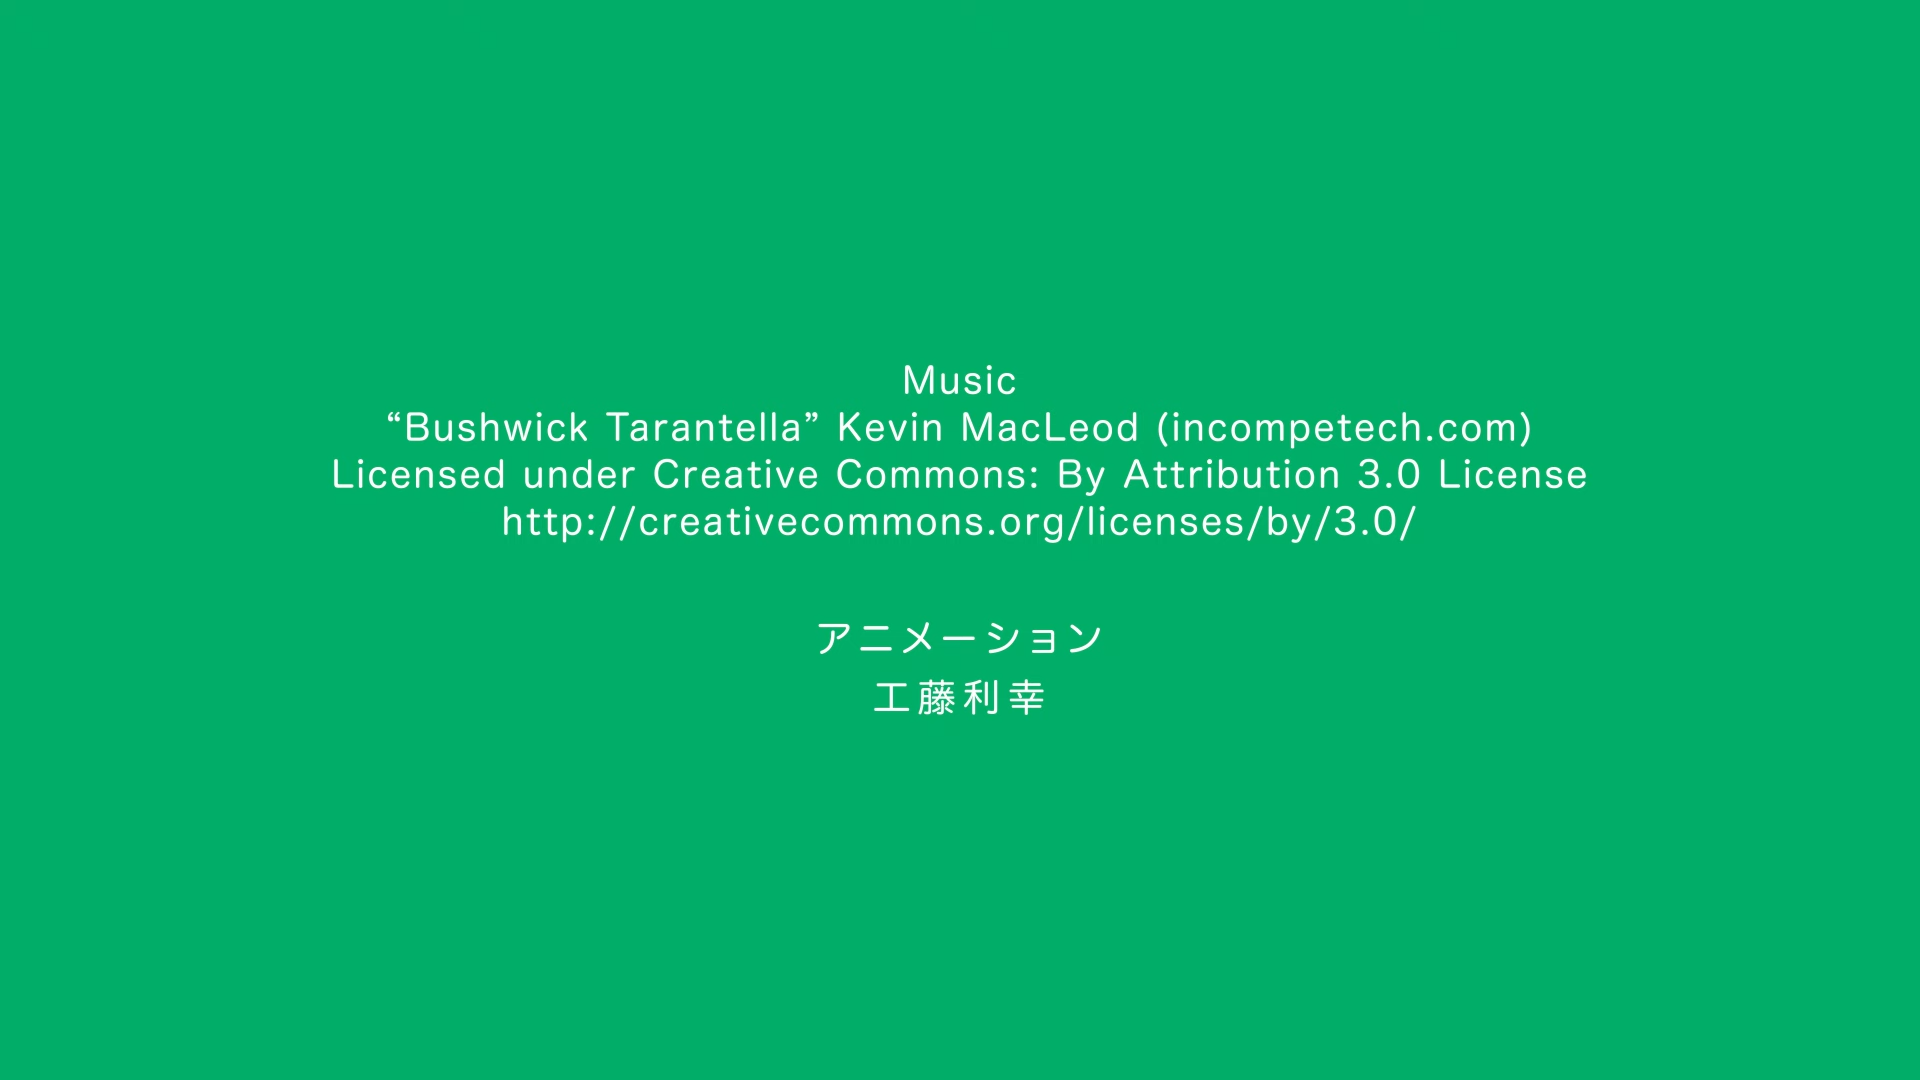 Music
“Bushwick Tarantella” Kevin MacLeod (incompetech.com)
Licensed under Creative Commons: By Attribution 3.0 License
http://creativecommons.org/licenses/by/3.0/
アニメーション
工藤利幸